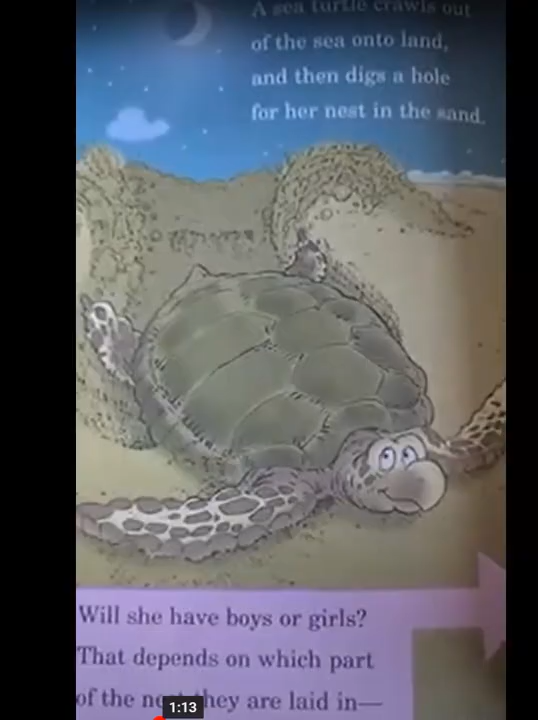 A sea turtle crawls out
of the sea onto land,
and then digs a hole
for her nest in the sand.
Will she have boys or girls?
That depends on which part
of the they are laid in—
1:13